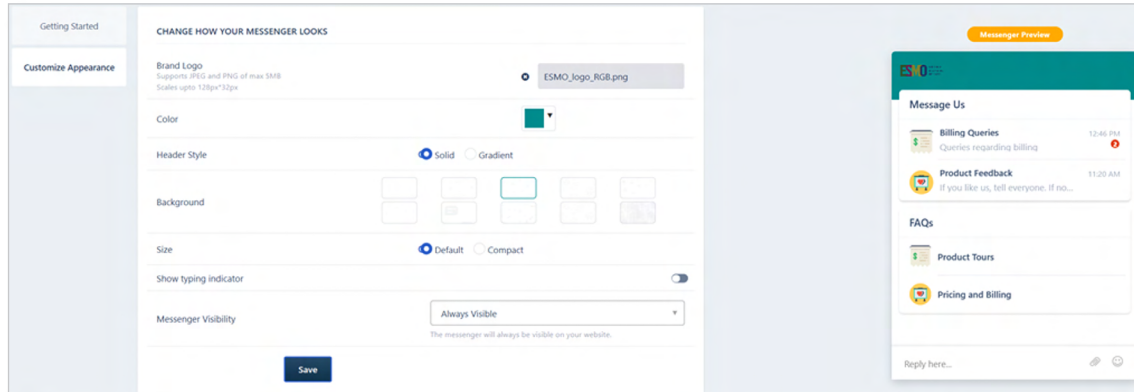 Getting Started
Customize Appearance
CHANGE HOW YOUR MESSENGER LOOKS
Brand Logo
Supports JPEG and PNG of max 5MB
Scales upto 128px*32px
ESMO_logo_RGB.png
Color
Header Style
Solid
Gradient
Background
Size
Default
Compact
Show typing indicator
Messenger Visibility
Always Visible
The messenger will always be visible on your website.
Save
Messenger Preview
ESMO
Message Us
Billing Queries
12:46 PM
Queries regarding billing
2
Product Feedback
11:20 AM
If you like us, tell everyone. If no...
FAQs
Product Tours
Pricing and Billing
Reply here...